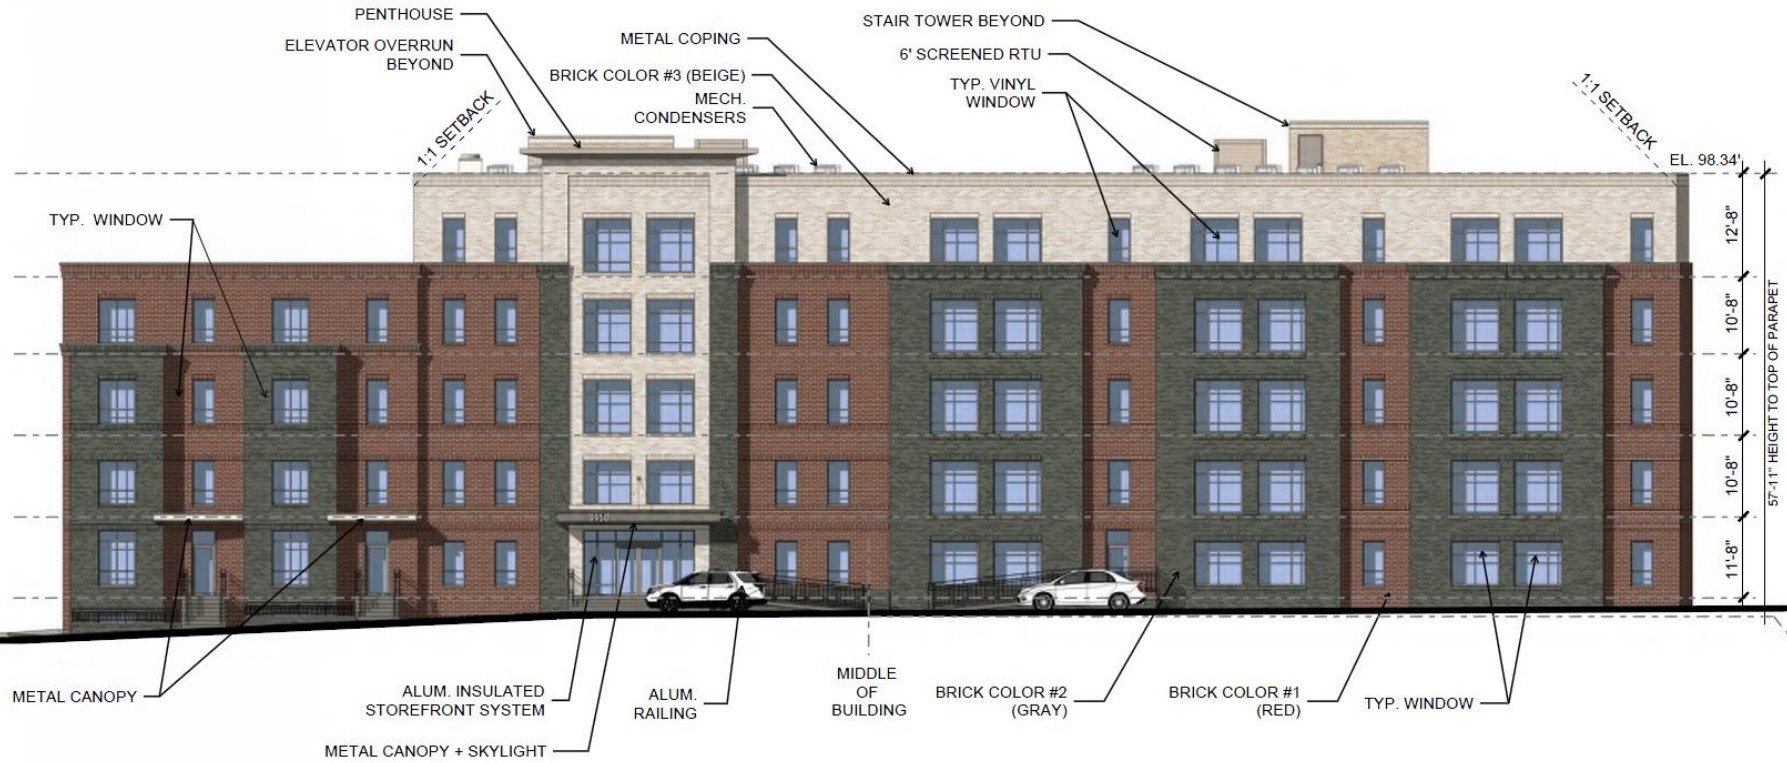 PENTHOUSE
ELEVATOR OVERRUN
BEYOND
METAL COPING
BRICK COLOR #3 (BEIGE)
MECH.
CONDENSERS
STAIR TOWER BEYOND
6' SCREENED RTU
TYP. VINYL
WINDOW
1:1 SETBACK
1:1 SETBACK
EL. 98.34'
TYP. WINDOW
12'-8"
10'-8"
10'-8"
10'-8"
11'-8"
57'-11" HEIGHT TO TOP OF PARAPET
METAL CANOPY
ALUM. INSULATED
STOREFRONT SYSTEM
METAL CANOPY + SKYLIGHT
ALUM.
RAILING
MIDDLE
OF
BUILDING
BRICK COLOR #2
(GRAY)
BRICK COLOR #1
(RED)
TYP. WINDOW